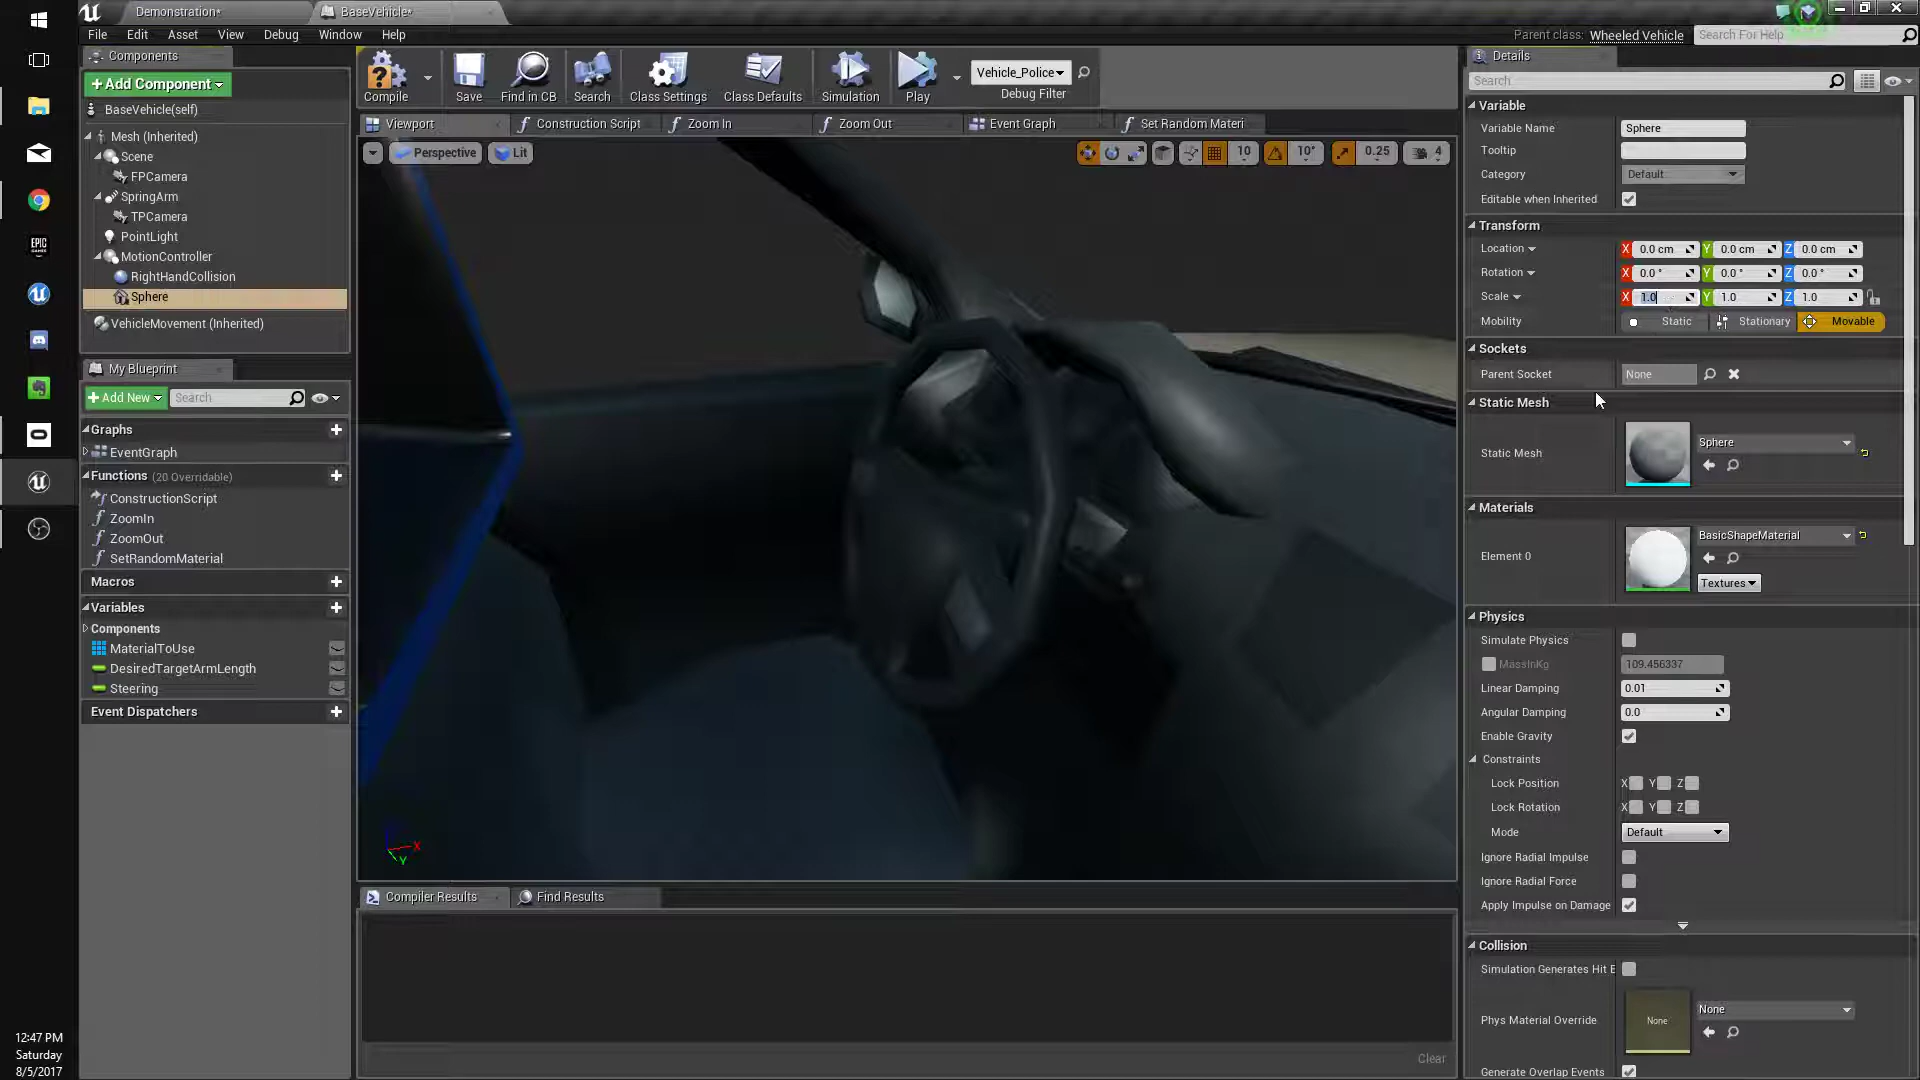 Demonstration*
BaseVehicle*
File
Edit
Asset
View
Debug
Window
Help
Parent class:
Wheeled Vehicle
Search For Help
Components
+Add Component
BaseVehicle(self)
Mesh (Inherited)
Scene
FPCamera
SpringArm
TPCamera
PointLight
MotionController
RightHandCollision
Sphere
VehicleMovement (Inherited)
My Blueprint
+Add New
Search
Graphs
EventGraph
Functions (20 Overridable)
ConstructionScript
ZoomIn
ZoomOut
SetRandomMaterial
Macros
Variables
Components
MaterialToUse
DesiredTargetArmLength
Steering
Event Dispatchers
Compile
Save
Find in CB
Search
Class Settings
Class Defaults
Simulation
Play
Vehicle_Police
Debug Filter
Viewport
Construction Script
Zoom In
Zoom Out
Event Graph
Set Random Materi
Perspective
Lit
10
10°
0.25
4
X
Y
Compiler Results
Find Results
Clear
Details
Search
Variable
Variable Name
Sphere
Tooltip
Category
Default
Editable when Inherited
Transform
Location
X 0.0 cm Y 0.0 cm Z 0.0 cm
Rotation
X 0.0 ° Y 0.0 ° Z 0.0 °
Scale
X 1.0 Y 1.0 Z 1.0
Mobility
Static
Stationary
Movable
Sockets
Parent Socket
None
Static Mesh
Static Mesh
Sphere
Materials
Element 0
BasicShapeMaterial
Textures
Physics
Simulate Physics
MassInKg
109.456337
Linear Damping
0.01
Angular Damping
0.0
Enable Gravity
Constraints
Lock Position
X Y Z
Lock Rotation
X Y Z
Mode
Default
Ignore Radial Impulse
Ignore Radial Force
Apply Impulse on Damage
Collision
Simulation Generates Hit E
Phys Material Override
None
None
Generate Overlap Events
EPIC
GAMES
12:47 PM
Saturday
8/5/2017